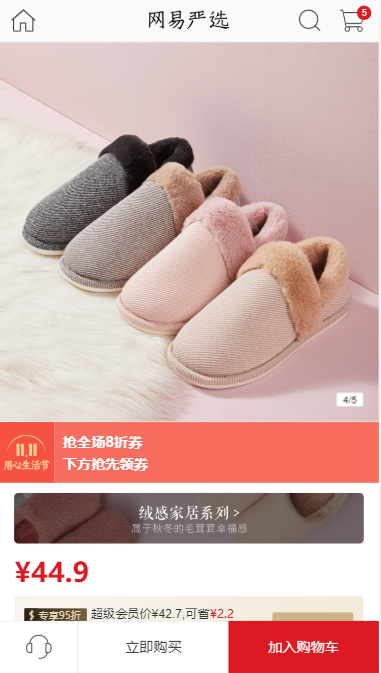 网易严选
5
4/5
抢全场8折券
11.11
用心生活节
下方抢先领券
绒感家居系列 >
属于秋冬的毛茸茸幸福感
¥44.9
专享95折 超级会员价¥42.7,可省¥2.2
立即购买
加入购物车